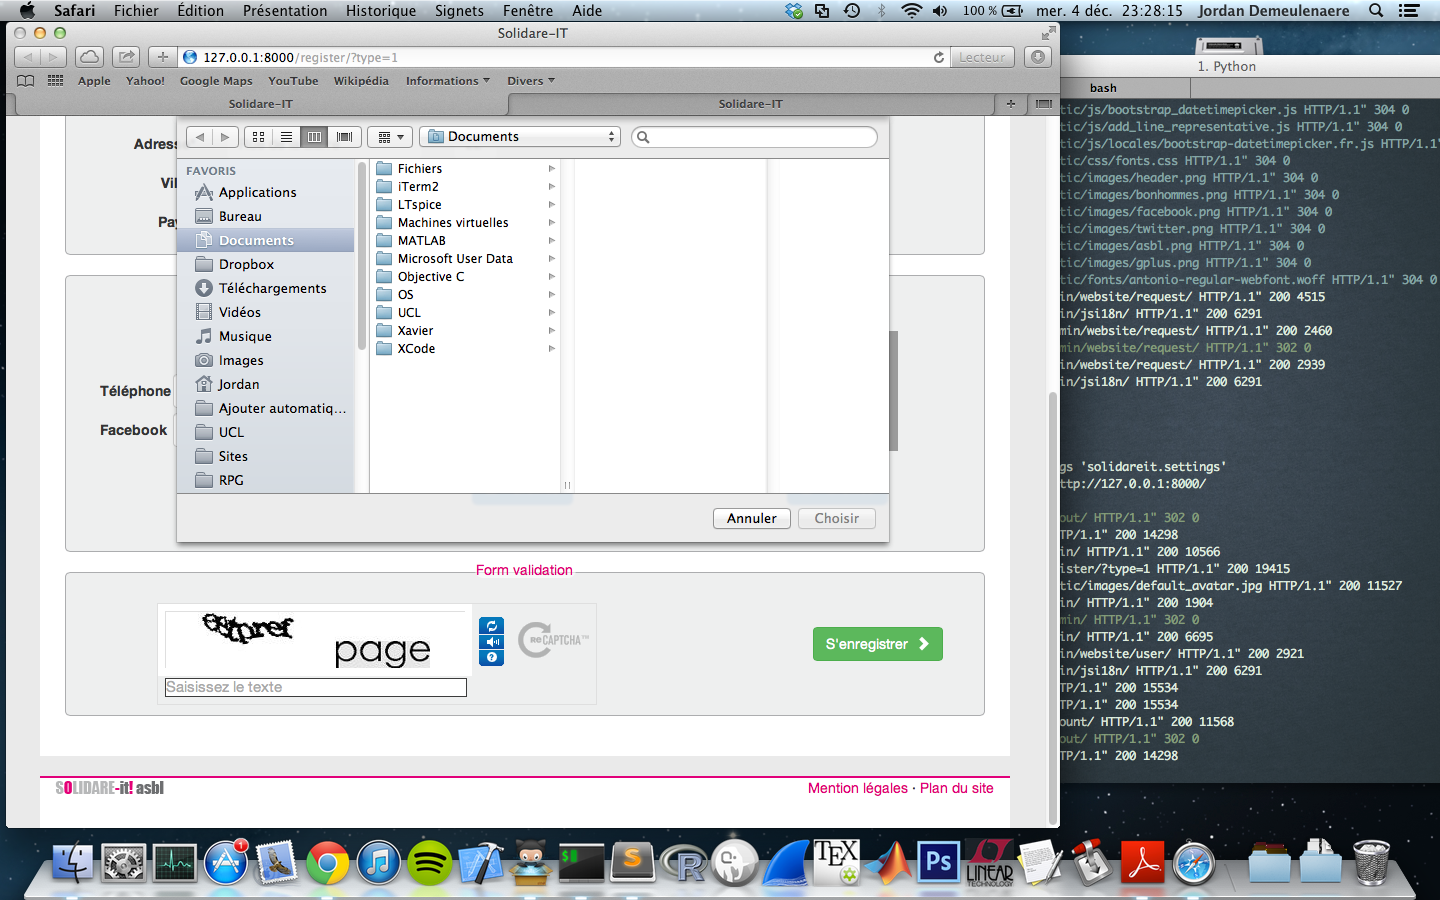 Safari Fichier Édition Présentation Historique Signets Fenêtre Aide 100 % mer. 4 déc. 23:28:15 Jordan Demeulenaere
Solidare-IT
127.0.0.1:8000/register/?type=1
Lecteur
Apple Yahoo! Google Maps YouTube Wikipédia Informations Divers
Solidare-IT Solidare-IT
Documents
FAVORIS
Applications
Bureau
Documents
Dropbox
Téléchargements
Vidéos
Musique
Images
Jordan
Ajouter automatiq...
UCL
Sites
RPG
Fichiers
iTerm2
LTspice
Machines virtuelles
MATLAB
Microsoft User Data
Objective C
OS
UCL
Xavier
XCode
Annuler Choisir
Adress
Vil
Pay
Téléphone
Facebook
Form validation
page
reCAPTCHA™
Saisissez le texte
S'enregistrer
SOLIDARE-it! asbl
Mention légales · Plan du site
1. Python
bash
tic/js/bootstrap_datetimepicker.js HTTP/1.1" 304 0
tic/js/add_line_representative.js HTTP/1.1" 304 0
tic/js/locales/bootstrap-datetimepicker.fr.js HTTP/1.1"
tic/css/fonts.css HTTP/1.1" 304 0
tic/images/header.png HTTP/1.1" 304 0
tic/images/bonhommes.png HTTP/1.1" 304 0
tic/images/facebook.png HTTP/1.1" 304 0
tic/images/twitter.png HTTP/1.1" 304 0
tic/images/asbl.png HTTP/1.1" 304 0
tic/images/gplus.png HTTP/1.1" 304 0
tic/fonts/antonio-regular-webfont.woff HTTP/1.1" 304 0
in/website/request/ HTTP/1.1" 200 4515
in/jsi18n/ HTTP/1.1" 200 6291
min/website/request/ HTTP/1.1" 200 2460
min/website/request/ HTTP/1.1" 302 0
in/website/request/ HTTP/1.1" 200 2939
in/jsi18n/ HTTP/1.1" 200 6291
gs 'solidareit.settings'
ttp://127.0.0.1:8000/
out/ HTTP/1.1" 302 0
TP/1.1" 200 14298
in/ HTTP/1.1" 200 10566
ister/?type=1 HTTP/1.1" 200 19415
tic/images/default_avatar.jpg HTTP/1.1" 200 11527
in/ HTTP/1.1" 200 1904
min/ HTTP/1.1" 302 0
in/ HTTP/1.1" 200 6695
in/website/user/ HTTP/1.1" 200 2921
in/jsi18n/ HTTP/1.1" 200 6291
TP/1.1" 200 15534
TP/1.1" 200 15534
ount/ HTTP/1.1" 200 11568
out/ HTTP/1.1" 302 0
TP/1.1" 200 14298
1
$
S
R
TEX
Ps
LINEAR
TECHNOLOGY